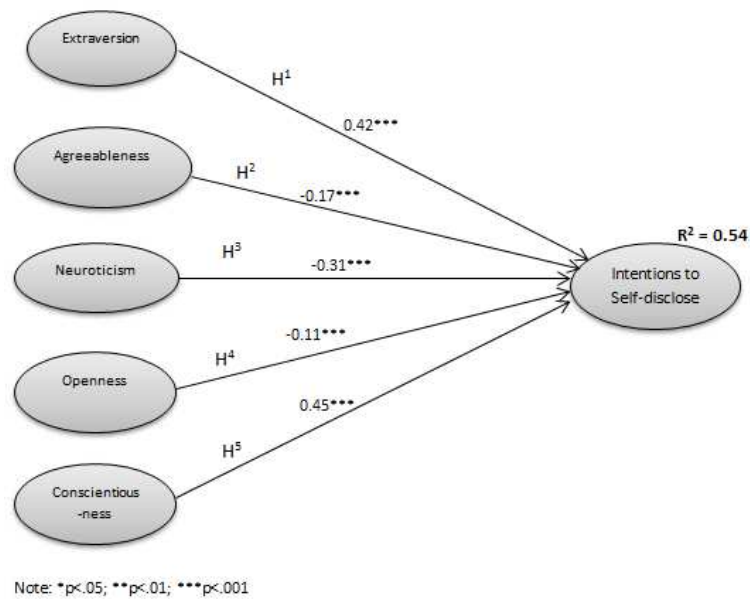 Extraversion
H¹
0.42***
Agreeableness
H²
-0.17***
R² = 0.54
Neuroticism
H³
-0.31***
Intentions to
Self-disclose
-0.11***
H⁴
Openness
0.45***
H⁵
Conscientious
-ness
Note: *p<.05; **p<.01; ***p<.001